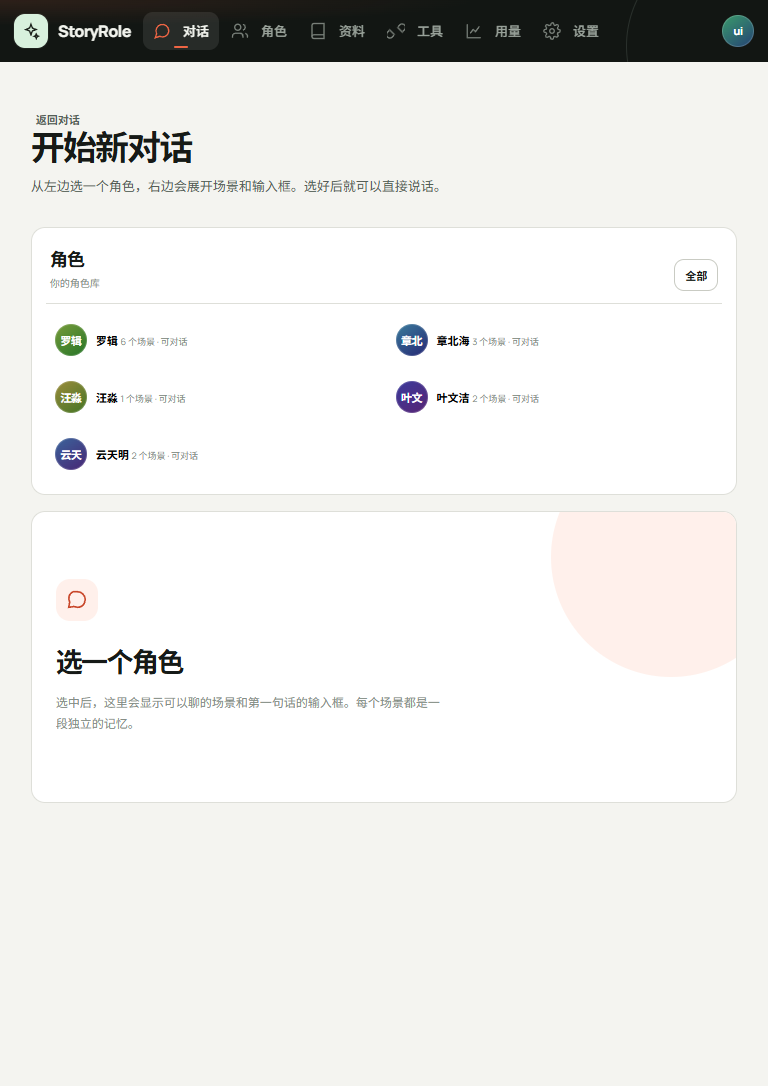 StoryRole 对话 角色 资料 工具 用量 设置 ui
返回对话
开始新对话
从左边选一个角色，右边会展开场景和输入框。选好后就可以直接说话。
角色
你的角色库
全部
罗辑 罗辑 6 个场景 · 可对话
章北 章北海 3 个场景 · 可对话
汪淼 汪淼 1 个场景 · 可对话
叶文 叶文洁 2 个场景 · 可对话
云天 云天明 2 个场景 · 可对话
选一个角色
选中后，这里会显示可以聊的场景和第一句话的输入框。每个场景都是一
段独立的记忆。